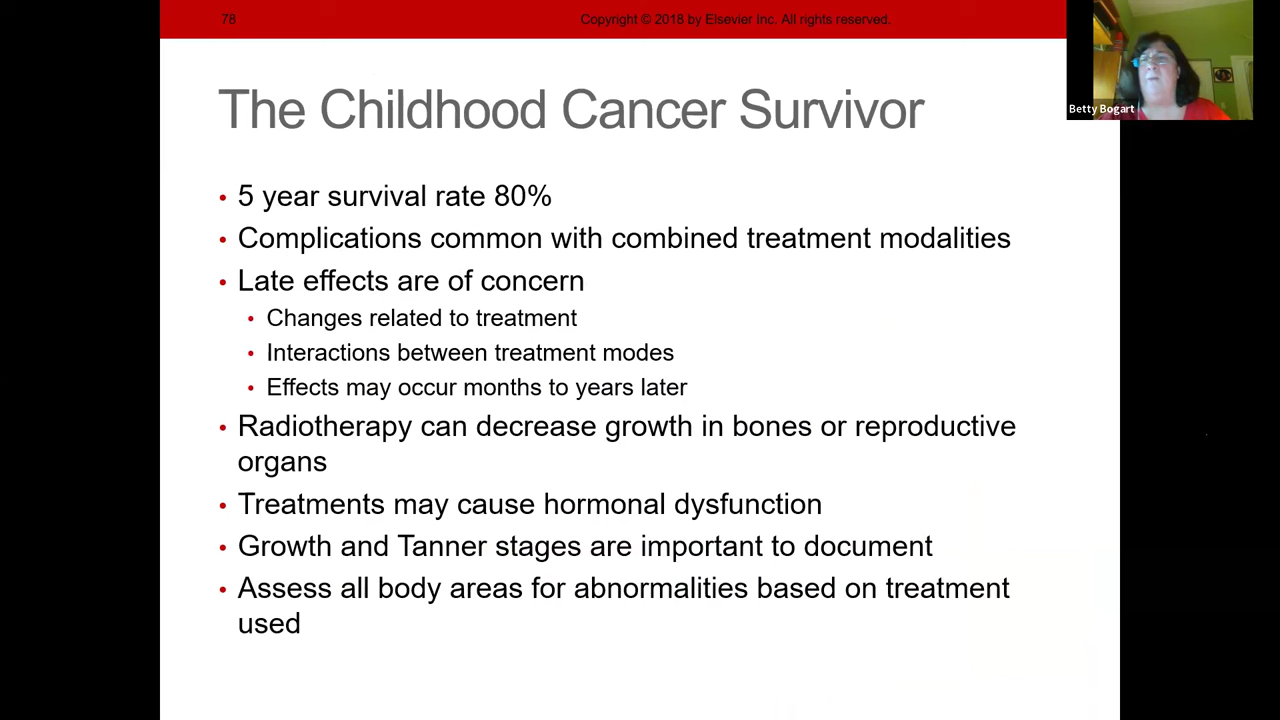 78
Copyright © 2018 by Elsevier Inc. All rights reserved.
Betty Bogart
The Childhood Cancer Survivor
• 5 year survival rate 80%
• Complications common with combined treatment modalities
• Late effects are of concern
• Changes related to treatment
• Interactions between treatment modes
• Effects may occur months to years later
• Radiotherapy can decrease growth in bones or reproductive
organs
• Treatments may cause hormonal dysfunction
• Growth and Tanner stages are important to document
• Assess all body areas for abnormalities based on treatment
used